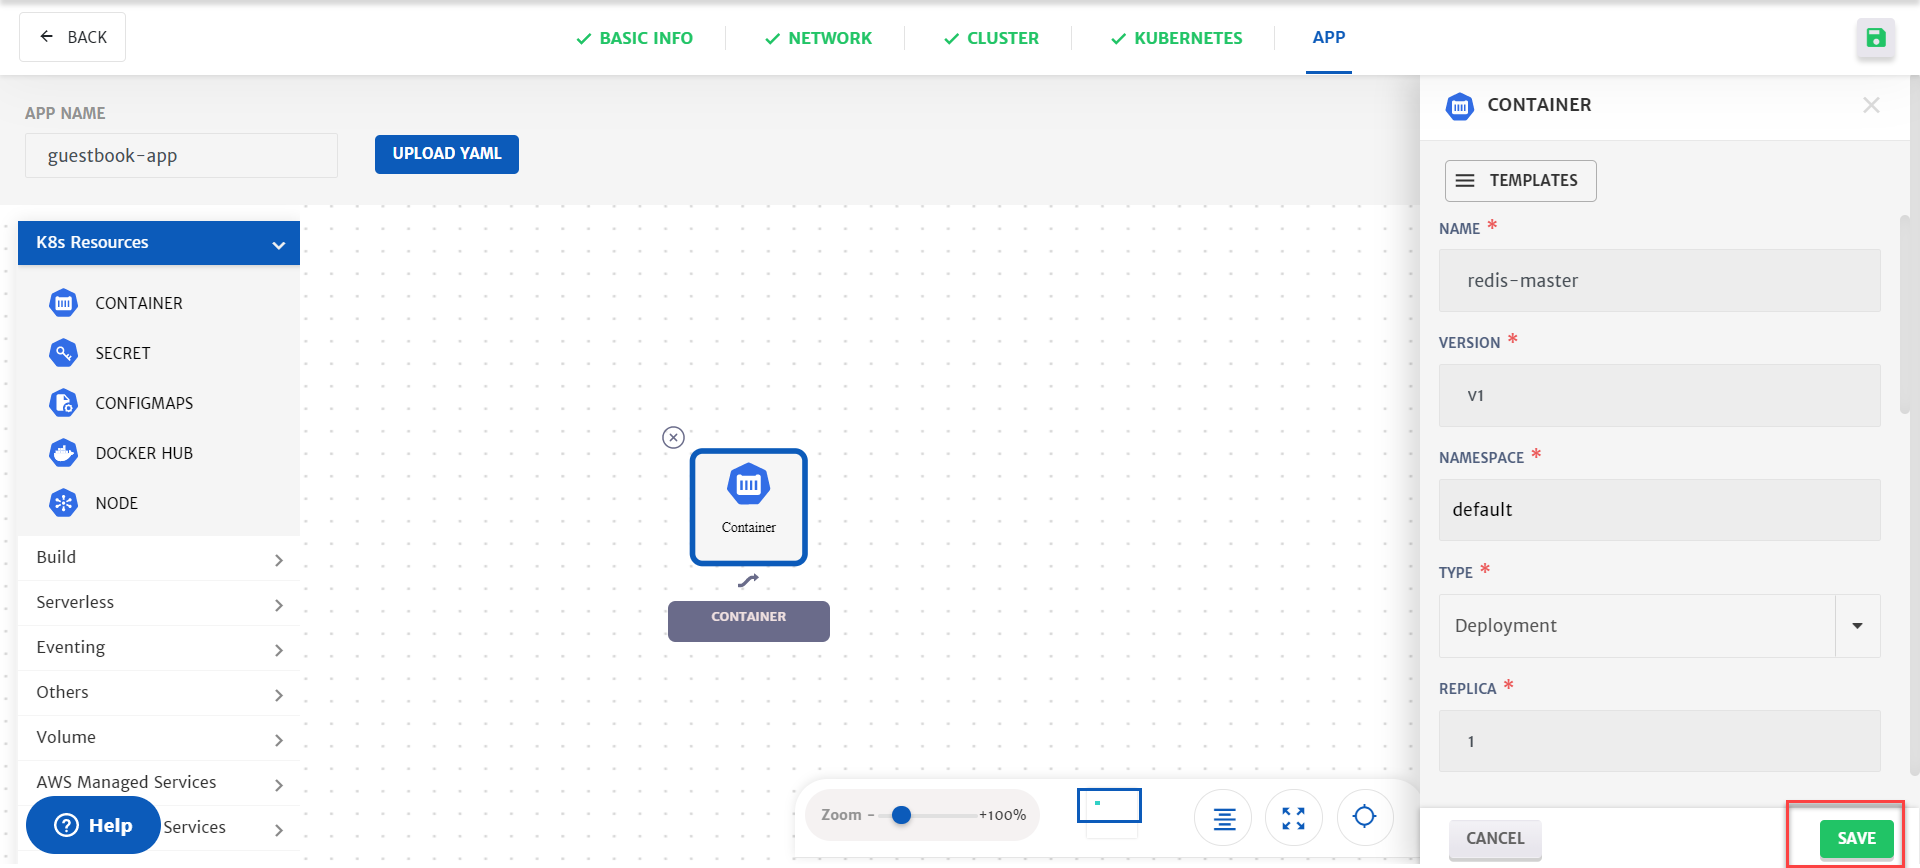 BACK
BASIC INFO
NETWORK
CLUSTER
KUBERNETES
APP
APP NAME
guestbook-app
UPLOAD YAML
K8s Resources
CONTAINER
SECRET
CONFIGMAPS
DOCKER HUB
NODE
Build
Serverless
Eventing
Others
Volume
AWS Managed Services
Services
Help
Container
CONTAINER
Zoom - +100%
CONTAINER
TEMPLATES
NAME *
redis-master
VERSION *
v1
NAMESPACE *
default
TYPE *
Deployment
REPLICA *
1
CANCEL
SAVE